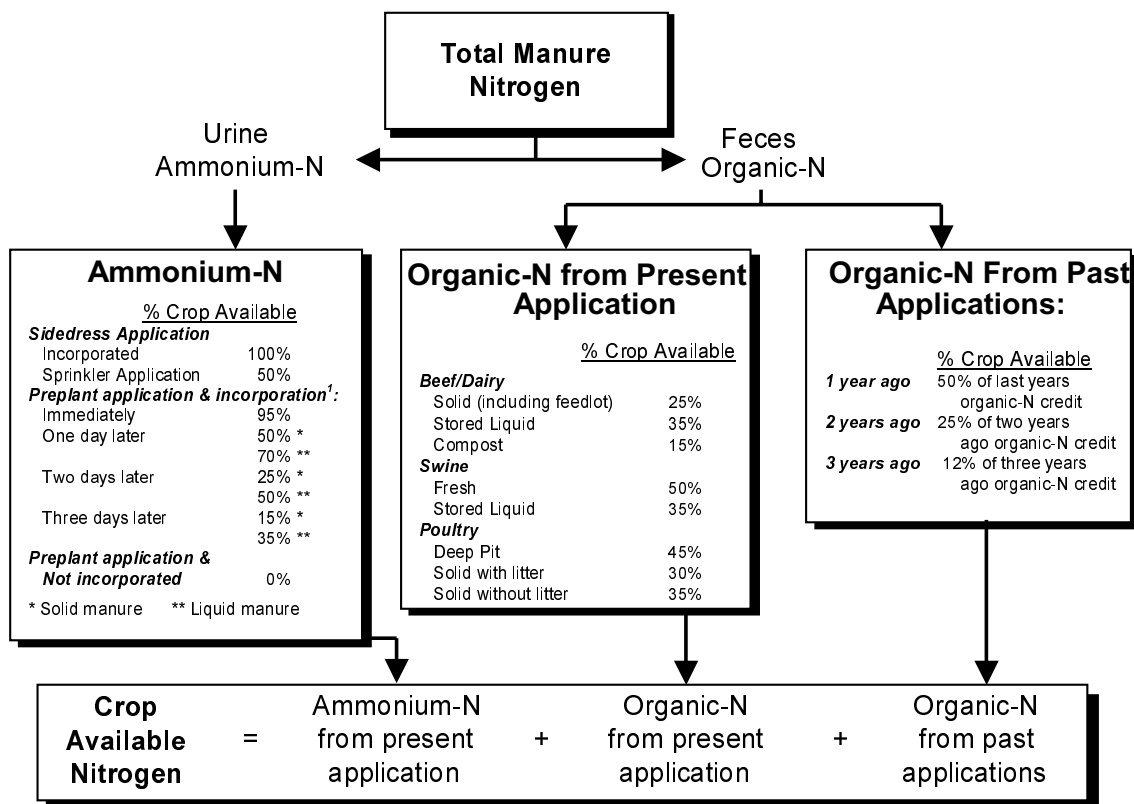 Total Manure
Nitrogen
Urine
Ammonium-N
Feces
Organic-N
Ammonium-N
% Crop Available
Sidedress Application
Incorporated 100%
Sprinkler Application 50%
Preplant application & incorporation¹:
Immediately 95%
One day later 50% *
70% **
Two days later 25% *
50% **
Three days later 15% *
35% **
Preplant application &
Not incorporated 0%
* Solid manure ** Liquid manure
Organic-N from Present
Application
% Crop Available
Beef/Dairy
Solid (including feedlot) 25%
Stored Liquid 35%
Compost 15%
Swine
Fresh 50%
Stored Liquid 35%
Poultry
Deep Pit 45%
Solid with litter 30%
Solid without litter 35%
Organic-N From Past
Applications:
% Crop Available
1 year ago 50% of last years
organic-N credit
2 years ago 25% of two years
ago organic-N credit
3 years ago 12% of three years
ago organic-N credit
Crop
Available
Nitrogen
=
Ammonium-N
from present
application
+
Organic-N
from present
application
+
Organic-N
from past
applications